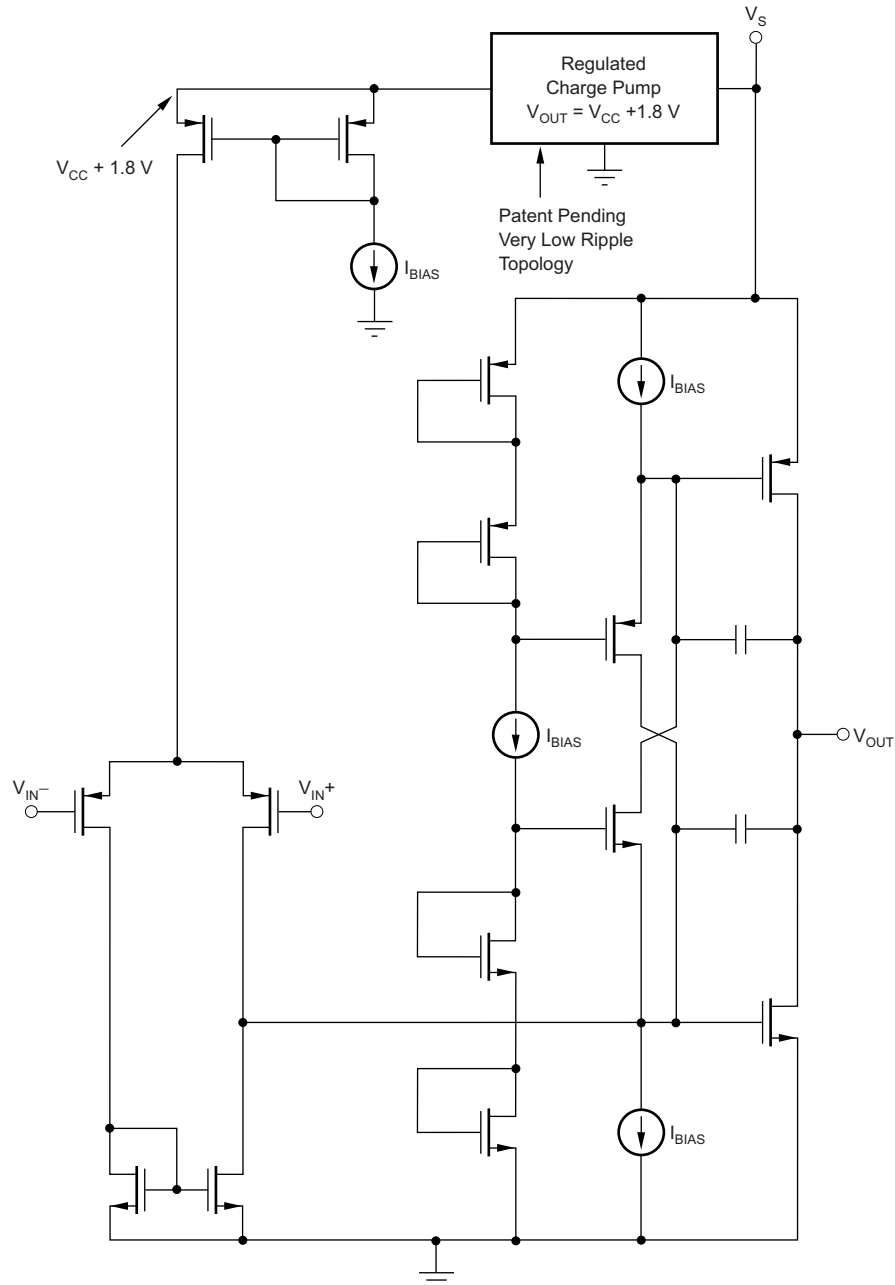 V_S
Regulated
Charge Pump
V_OUT = V_CC +1.8 V
V_CC + 1.8 V
Patent Pending
Very Low Ripple
Topology
I_BIAS
I_BIAS
I_BIAS
V_OUT
V_IN–
V_IN+
I_BIAS